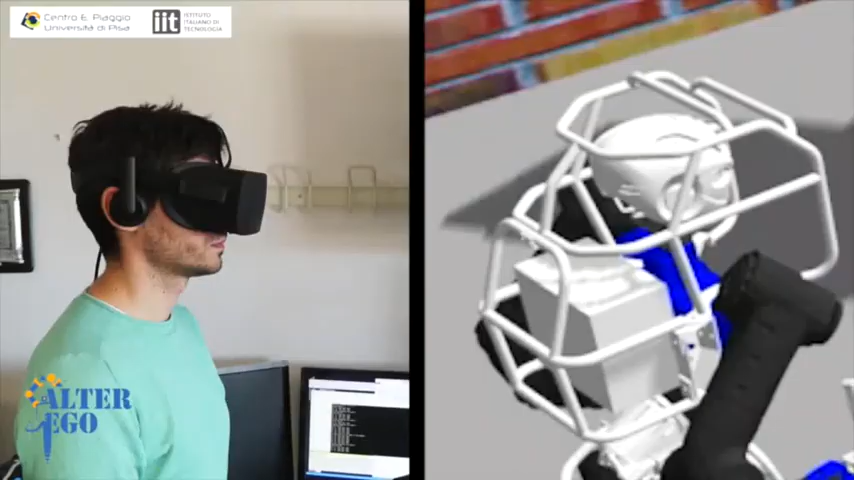 Centro E. Piaggio
Università di Pisa
iit
ISTITUTO
ITALIANO DI
TECNOLOGIA
ALTER
EGO